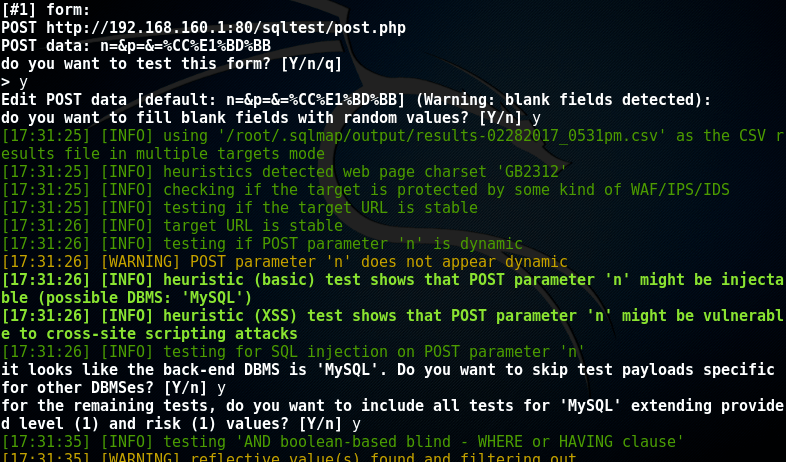 [#1] form:
POST http://192.168.160.1:80/sqltest/post.php
POST data: n=&p=&=%CC%E1%BD%BB
do you want to test this form? [Y/n/q]
> y
Edit POST data [default: n=&p=&=%CC%E1%BD%BB] (Warning: blank fields detected):
do you want to fill blank fields with random values? [Y/n] y
[17:31:25] [INFO] using '/root/.sqlmap/output/results-02282017_0531pm.csv' as the CSV r
esults file in multiple targets mode
[17:31:25] [INFO] heuristics detected web page charset 'GB2312'
[17:31:25] [INFO] checking if the target is protected by some kind of WAF/IPS/IDS
[17:31:25] [INFO] testing if the target URL is stable
[17:31:26] [INFO] target URL is stable
[17:31:26] [INFO] testing if POST parameter 'n' is dynamic
[17:31:26] [WARNING] POST parameter 'n' does not appear dynamic
[17:31:26] [INFO] heuristic (basic) test shows that POST parameter 'n' might be injecta
ble (possible DBMS: 'MySQL')
[17:31:26] [INFO] heuristic (XSS) test shows that POST parameter 'n' might be vulnerabl
e to cross-site scripting attacks
[17:31:26] [INFO] testing for SQL injection on POST parameter 'n'
it looks like the back-end DBMS is 'MySQL'. Do you want to skip test payloads specific
for other DBMSes? [Y/n] y
for the remaining tests, do you want to include all tests for 'MySQL' extending provide
d level (1) and risk (1) values? [Y/n] y
[17:31:35] [INFO] testing 'AND boolean-based blind - WHERE or HAVING clause'
[17:31:35] [WARNING] reflective value(s) found and filtering out